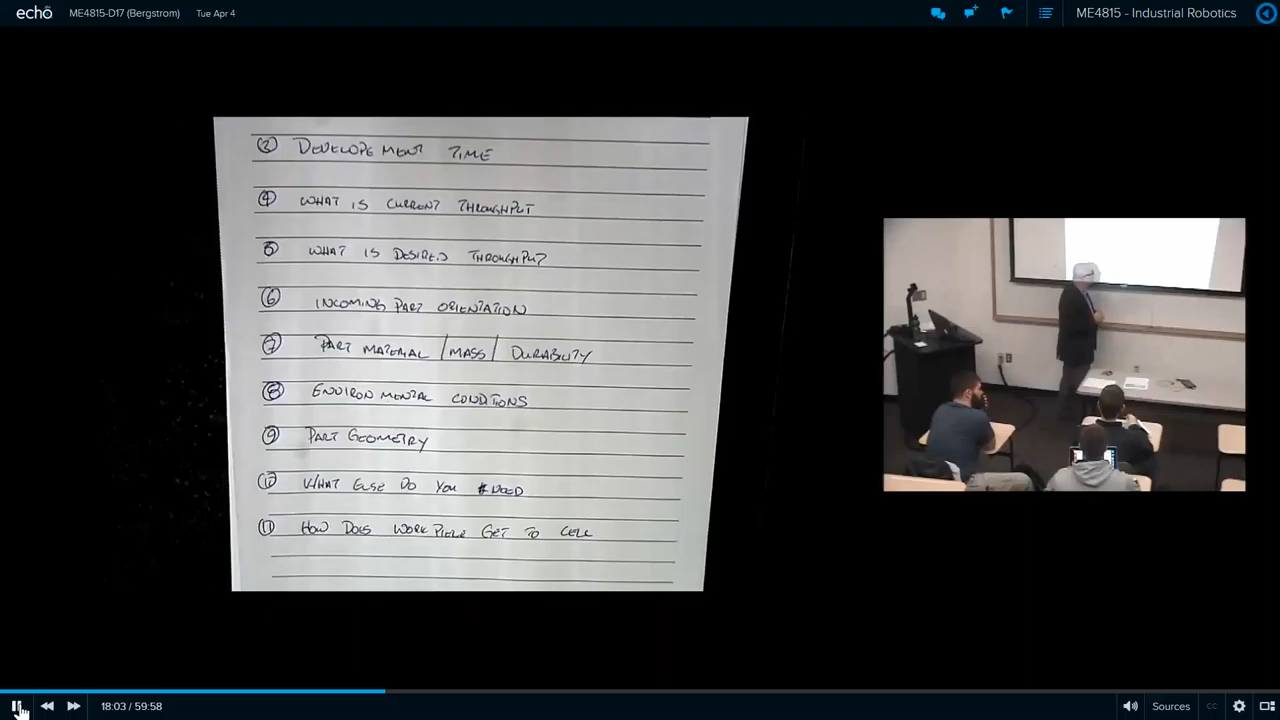 echo ME4815-D17 (Bergstrom) Tue Apr 4 ME4815 - Industrial Robotics
③ DEVELOPEMENT TIME
④ WHAT IS CURRENT THROUGHPUT
⑤ WHAT IS DESIRED THROUGHPUT
⑥ INCOMING PART ORIENTATION
⑦ PART MATERIAL / MASS / DURABILITY
⑧ ENVIRONMENTAL CONDITIONS
⑨ PART GEOMETRY
⑩ WHAT ELSE DO YOU NEED
⑪ HOW DOES WORK PIECE GET TO CELL
18:03 / 59:58 Sources CC